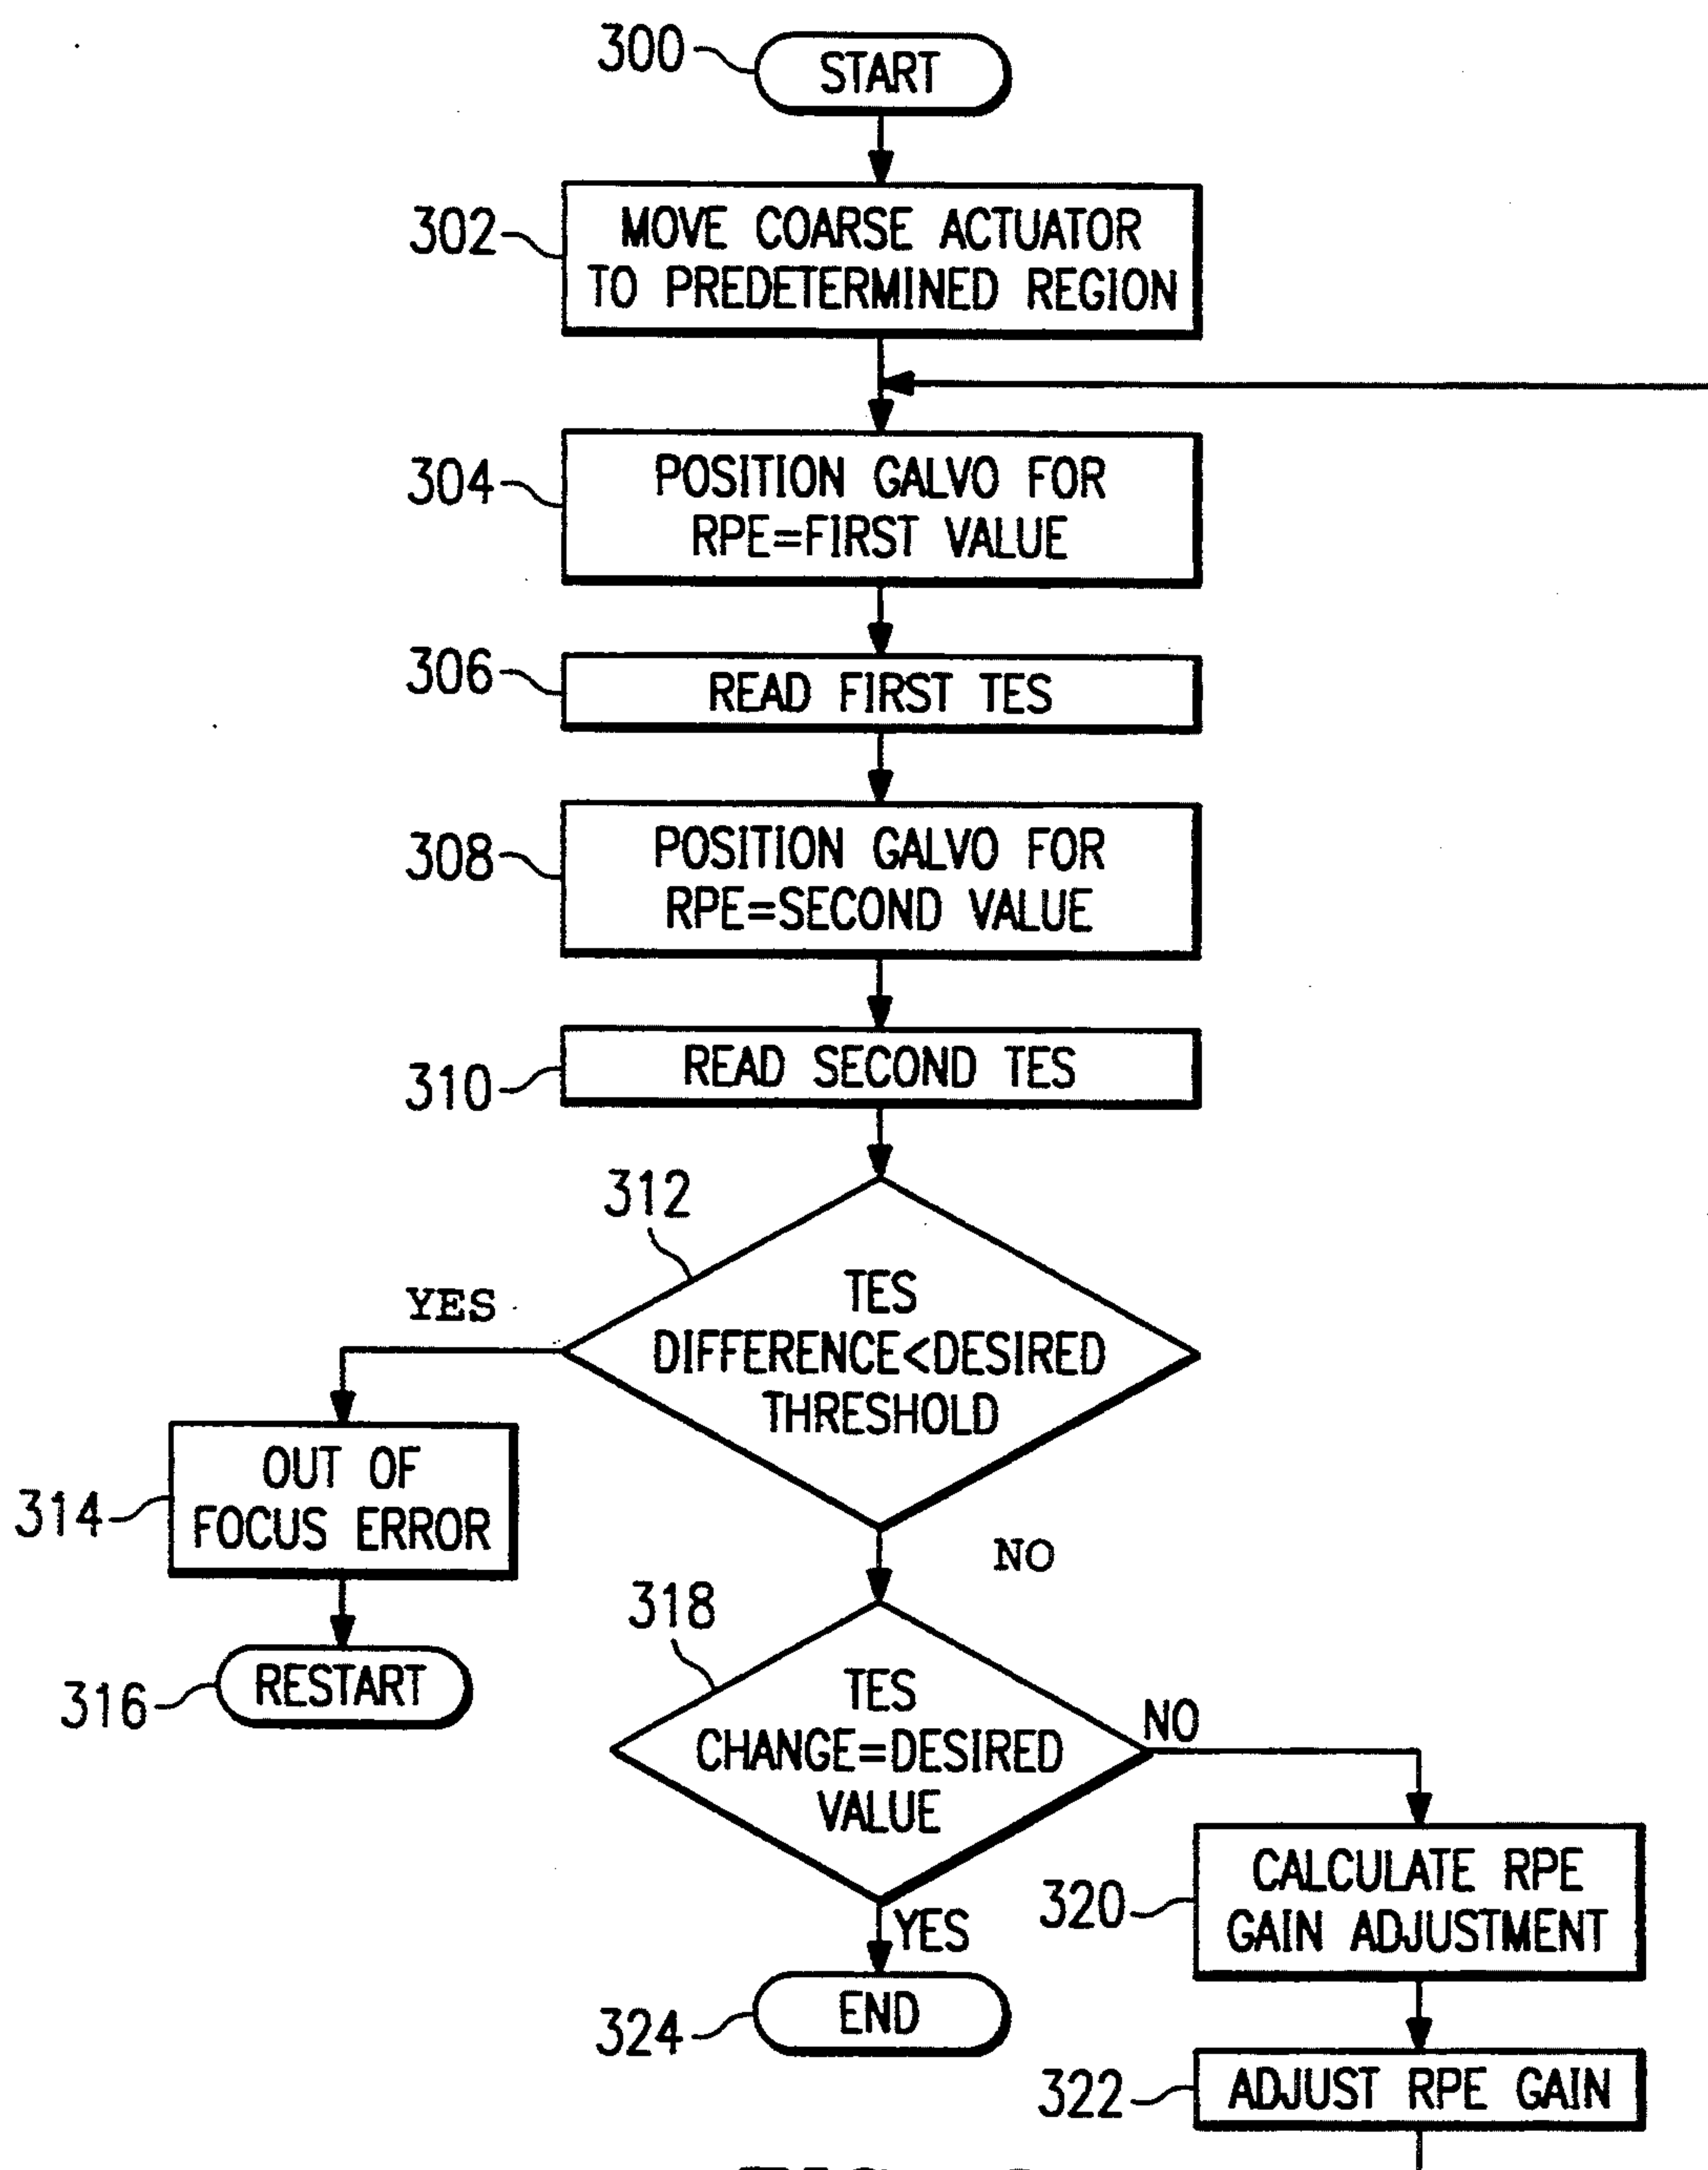 300
START
302
MOVE COARSE ACTUATOR
TO PREDETERMINED REGION
304
POSITION GALVO FOR
RPE=FIRST VALUE
306
READ FIRST TES
308
POSITION GALVO FOR
RPE=SECOND VALUE
310
READ SECOND TES
312
TES
DIFFERENCE<DESIRED
THRESHOLD
YES
NO
314
OUT OF
FOCUS ERROR
316
RESTART
318
TES
CHANGE=DESIRED
VALUE
NO
YES
320
CALCULATE RPE
GAIN ADJUSTMENT
322
ADJUST RPE GAIN
324
END